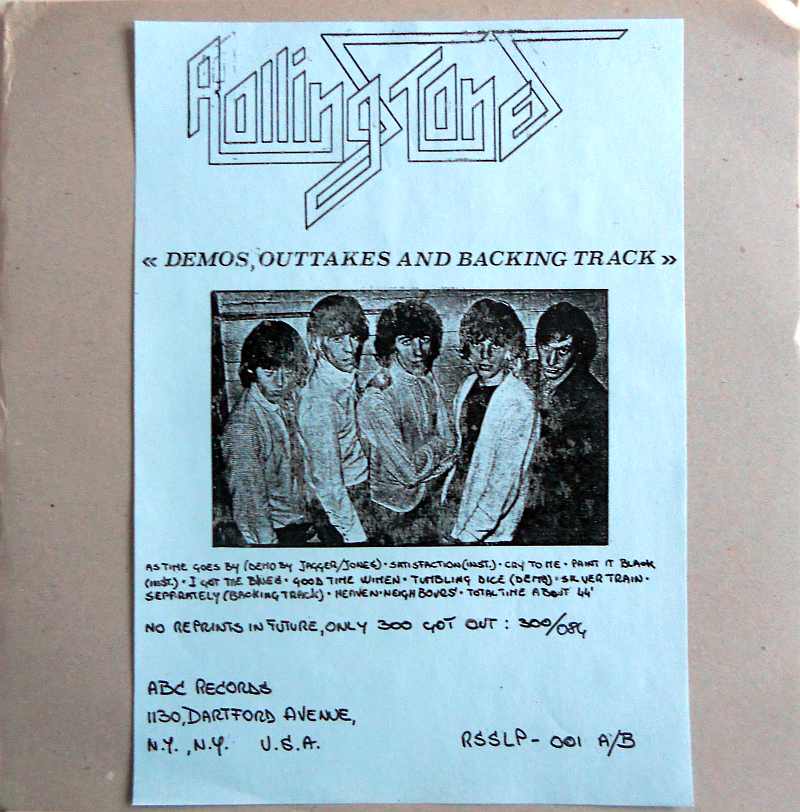 Rolling Stones
« DEMOS, OUTTAKES AND BACKING TRACK »
AS TIME GOES BY (DEMO BY JAGGER/JONES) · SATISFACTION (INST.) · CRY TO ME · PAINT IT BLACK
(INST.) · I GOT THE BLUES · GOOD TIME WIMEN · TUMBLING DICE (DEMO) · SILVER TRAIN ·
SEPARATELY (BACKING TRACK) · HEAVEN · NEIGHBOURS · TOTAL TIME ABOUT 44'
NO REPRINTS IN FUTURE, ONLY 300 GOT OUT : 300/084
ABC RECORDS
1130, DARTFORD AVENUE,
N.Y., N.Y. U.S.A.
RSSLP- 001 A/B